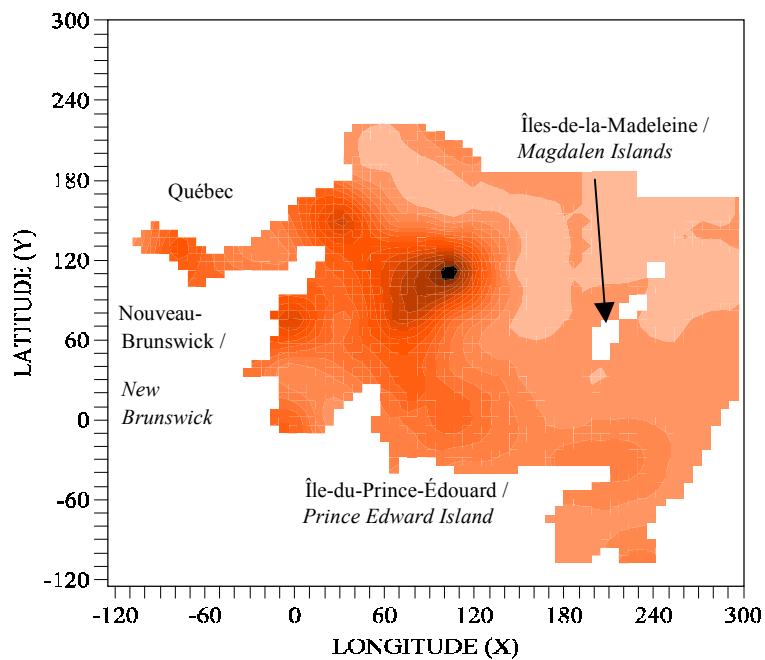 300
240
180
120
60
0
-60
-120
LATITUDE (Y)
Îles-de-la-Madeleine /
Magdalen Islands
Québec
Nouveau-
Brunswick /
New
Brunswick
Île-du-Prince-Édouard /
Prince Edward Island
-120 -60 0 60 120 180 240 300
LONGITUDE (X)